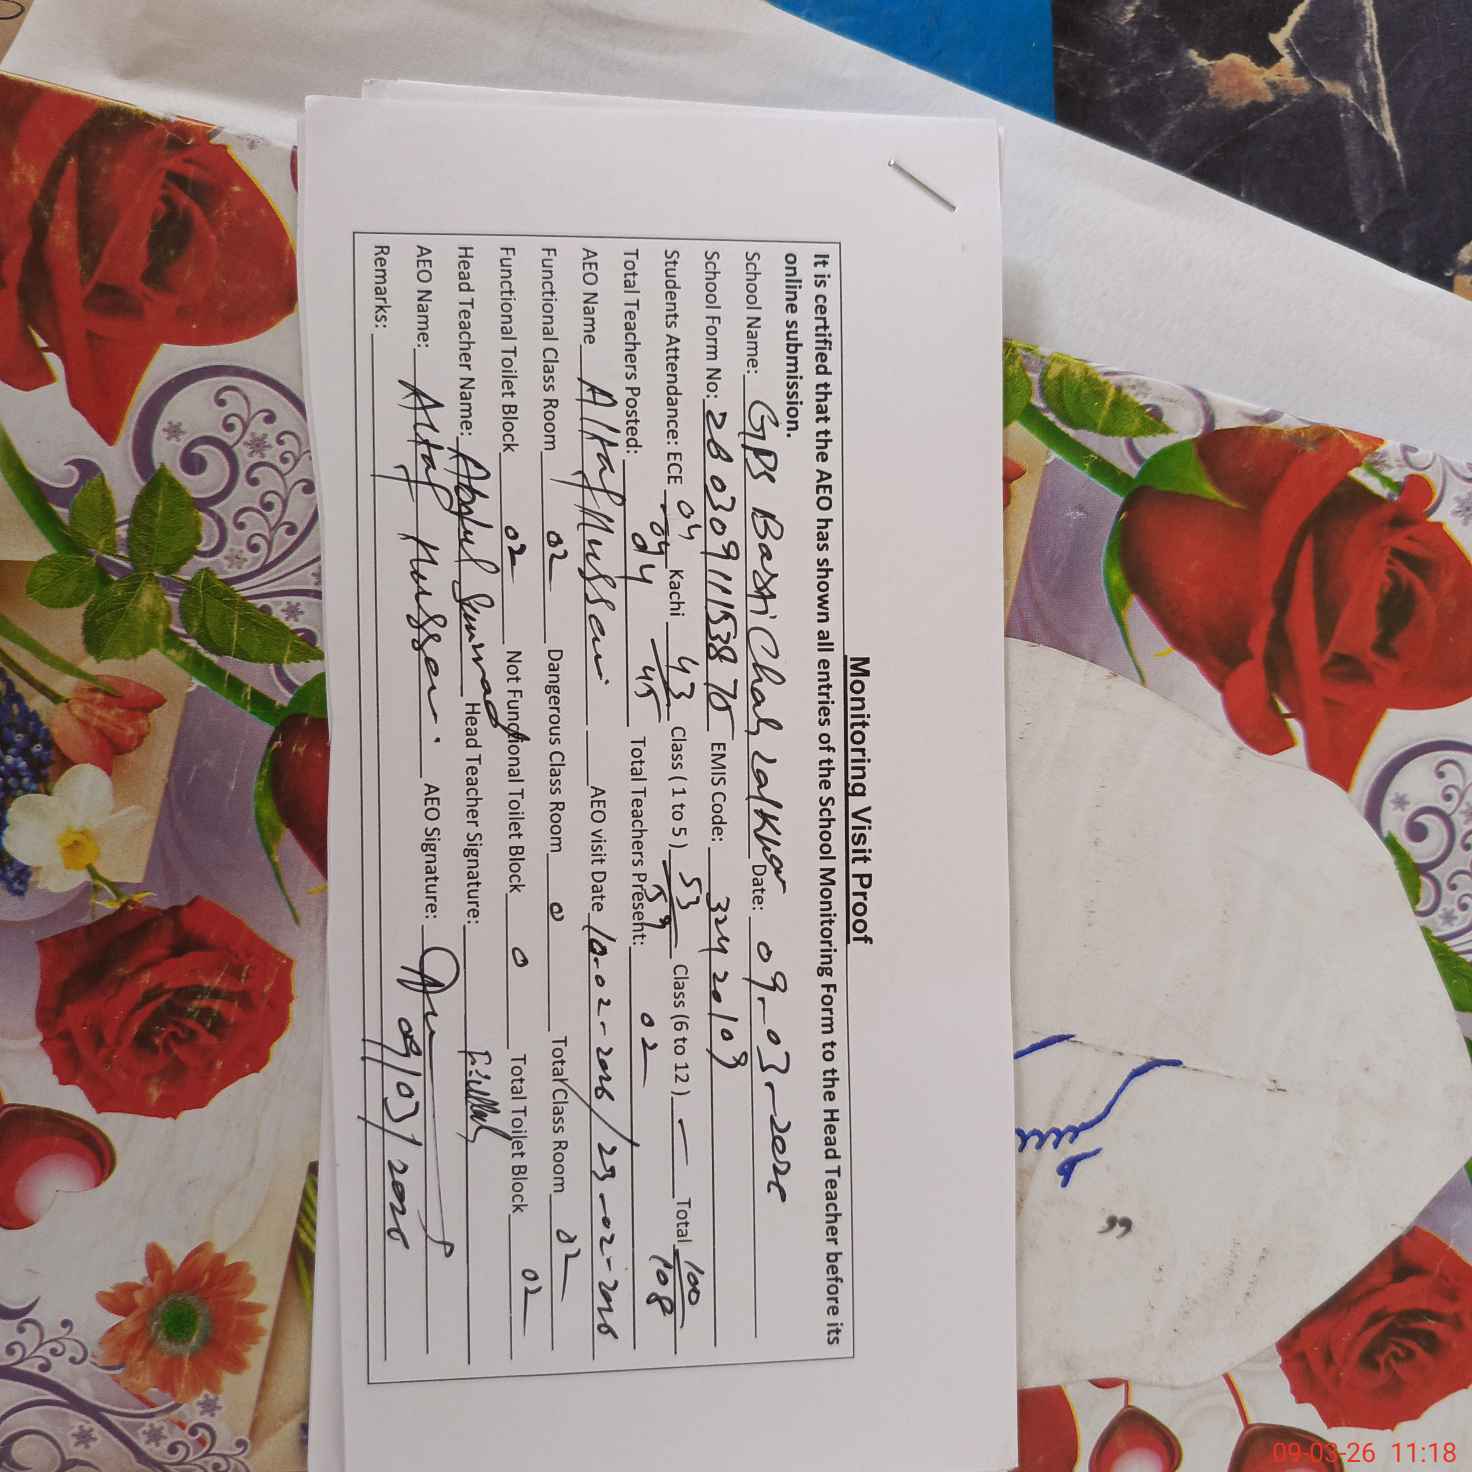 Monitoring Visit Proof
It is certified that the AEO has shown all entries of the School Monitoring Form to the Head Teacher before its
online submission.
School Name: GPS Basti Chah Date: 09-03-
School Form No: EMIS Code: 32420109
Students Attendance: ECE 04/04 Kachi 43/45 Class ( 1 to 5 ) 53/59 Class (6 to 12 ) — Total 100/108
Total Teachers Posted: 04 Total Teachers Present: 02
AEO Name Altaf Hussain AEO visit Date 10-02-2026 / 23-02-2026
Functional Class Room 02 Dangerous Class Room 0 Total Class Room 02
Functional Toilet Block 02 Not Functional Toilet Block 0 Total Toilet Block 02
Head Teacher Name: Abdul Head Teacher Signature:
AEO Name: Altaf Hussain. AEO Signature:
Remarks: 09/03/2026
09-03-26 11:18